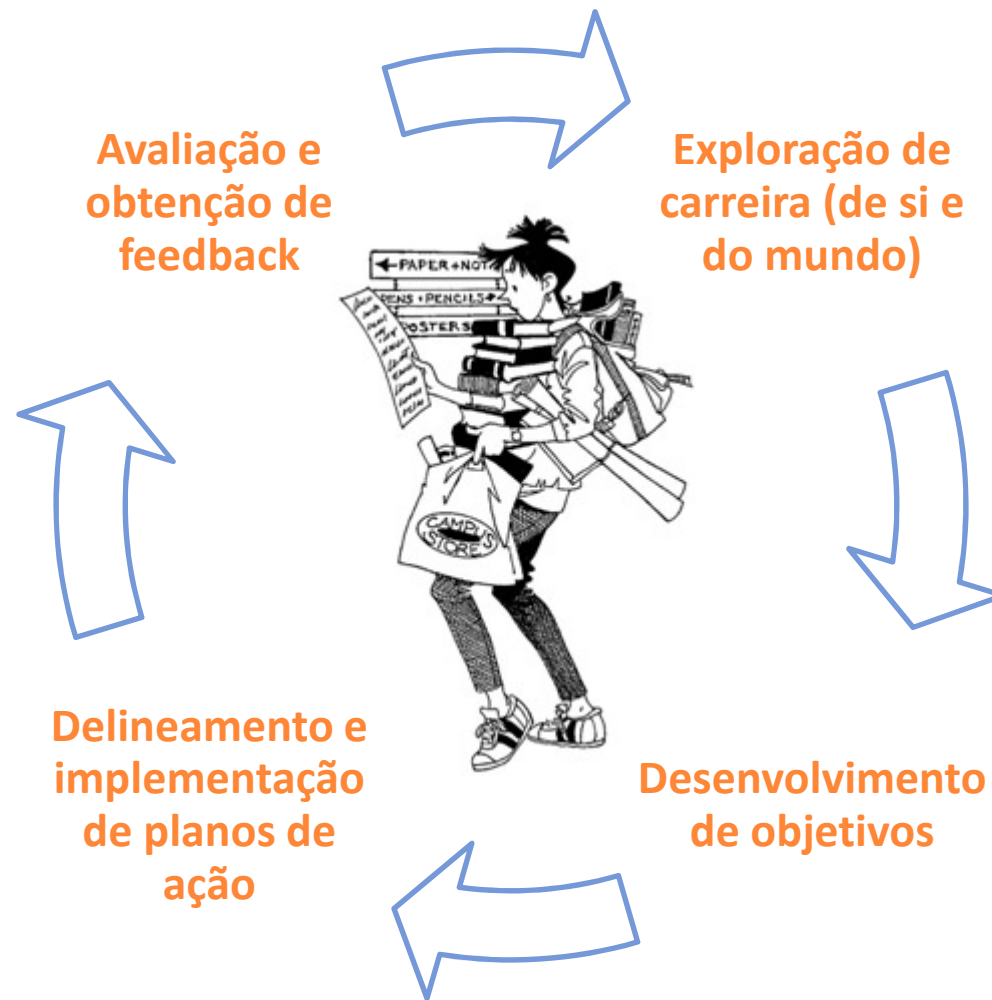 Avaliação e
obtenção de
feedback
Exploração de
carreira (de si e
do mundo)
←PAPER+NOT
PENS+PENCILS→
POSTERS
CAMPUS
STORE
Delineamento e
implementação
de planos de
ação
Desenvolvimento
de objetivos